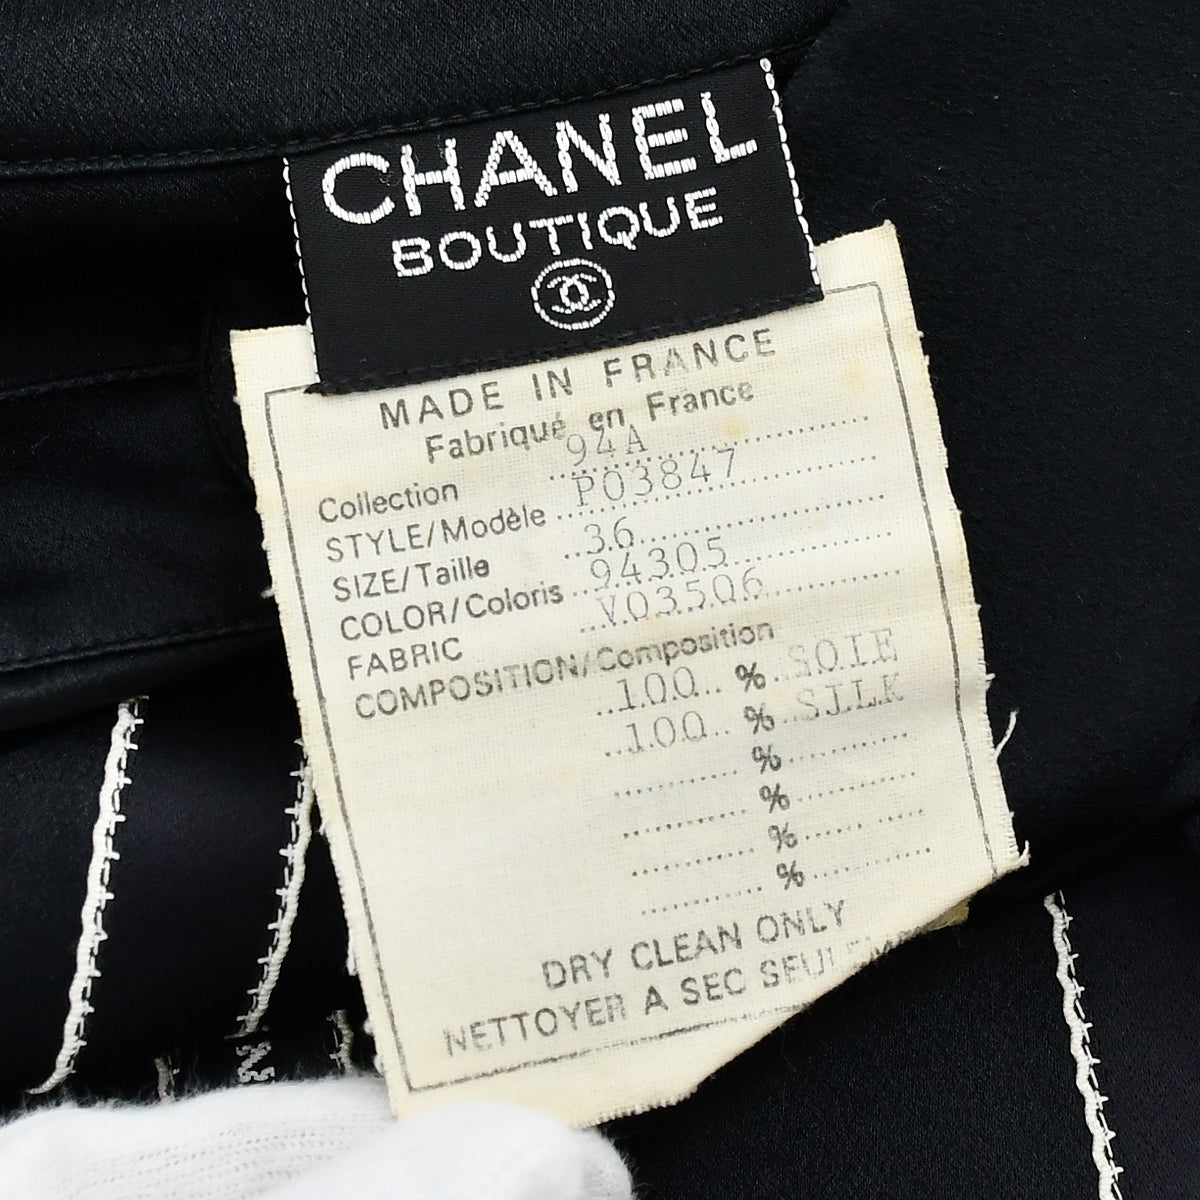 CHANEL
BOUTIQUE
MADE IN FRANCE
Fabriqué en France
Collection 94A
STYLE/Modèle P03847
SIZE/Taille 36
COLOR/Coloris 94305
FABRIC V03506
COMPOSITION/Composition
100 % SOIE
100 % SILK
%
%
%
%
DRY CLEAN ONLY
NETTOYER A SEC